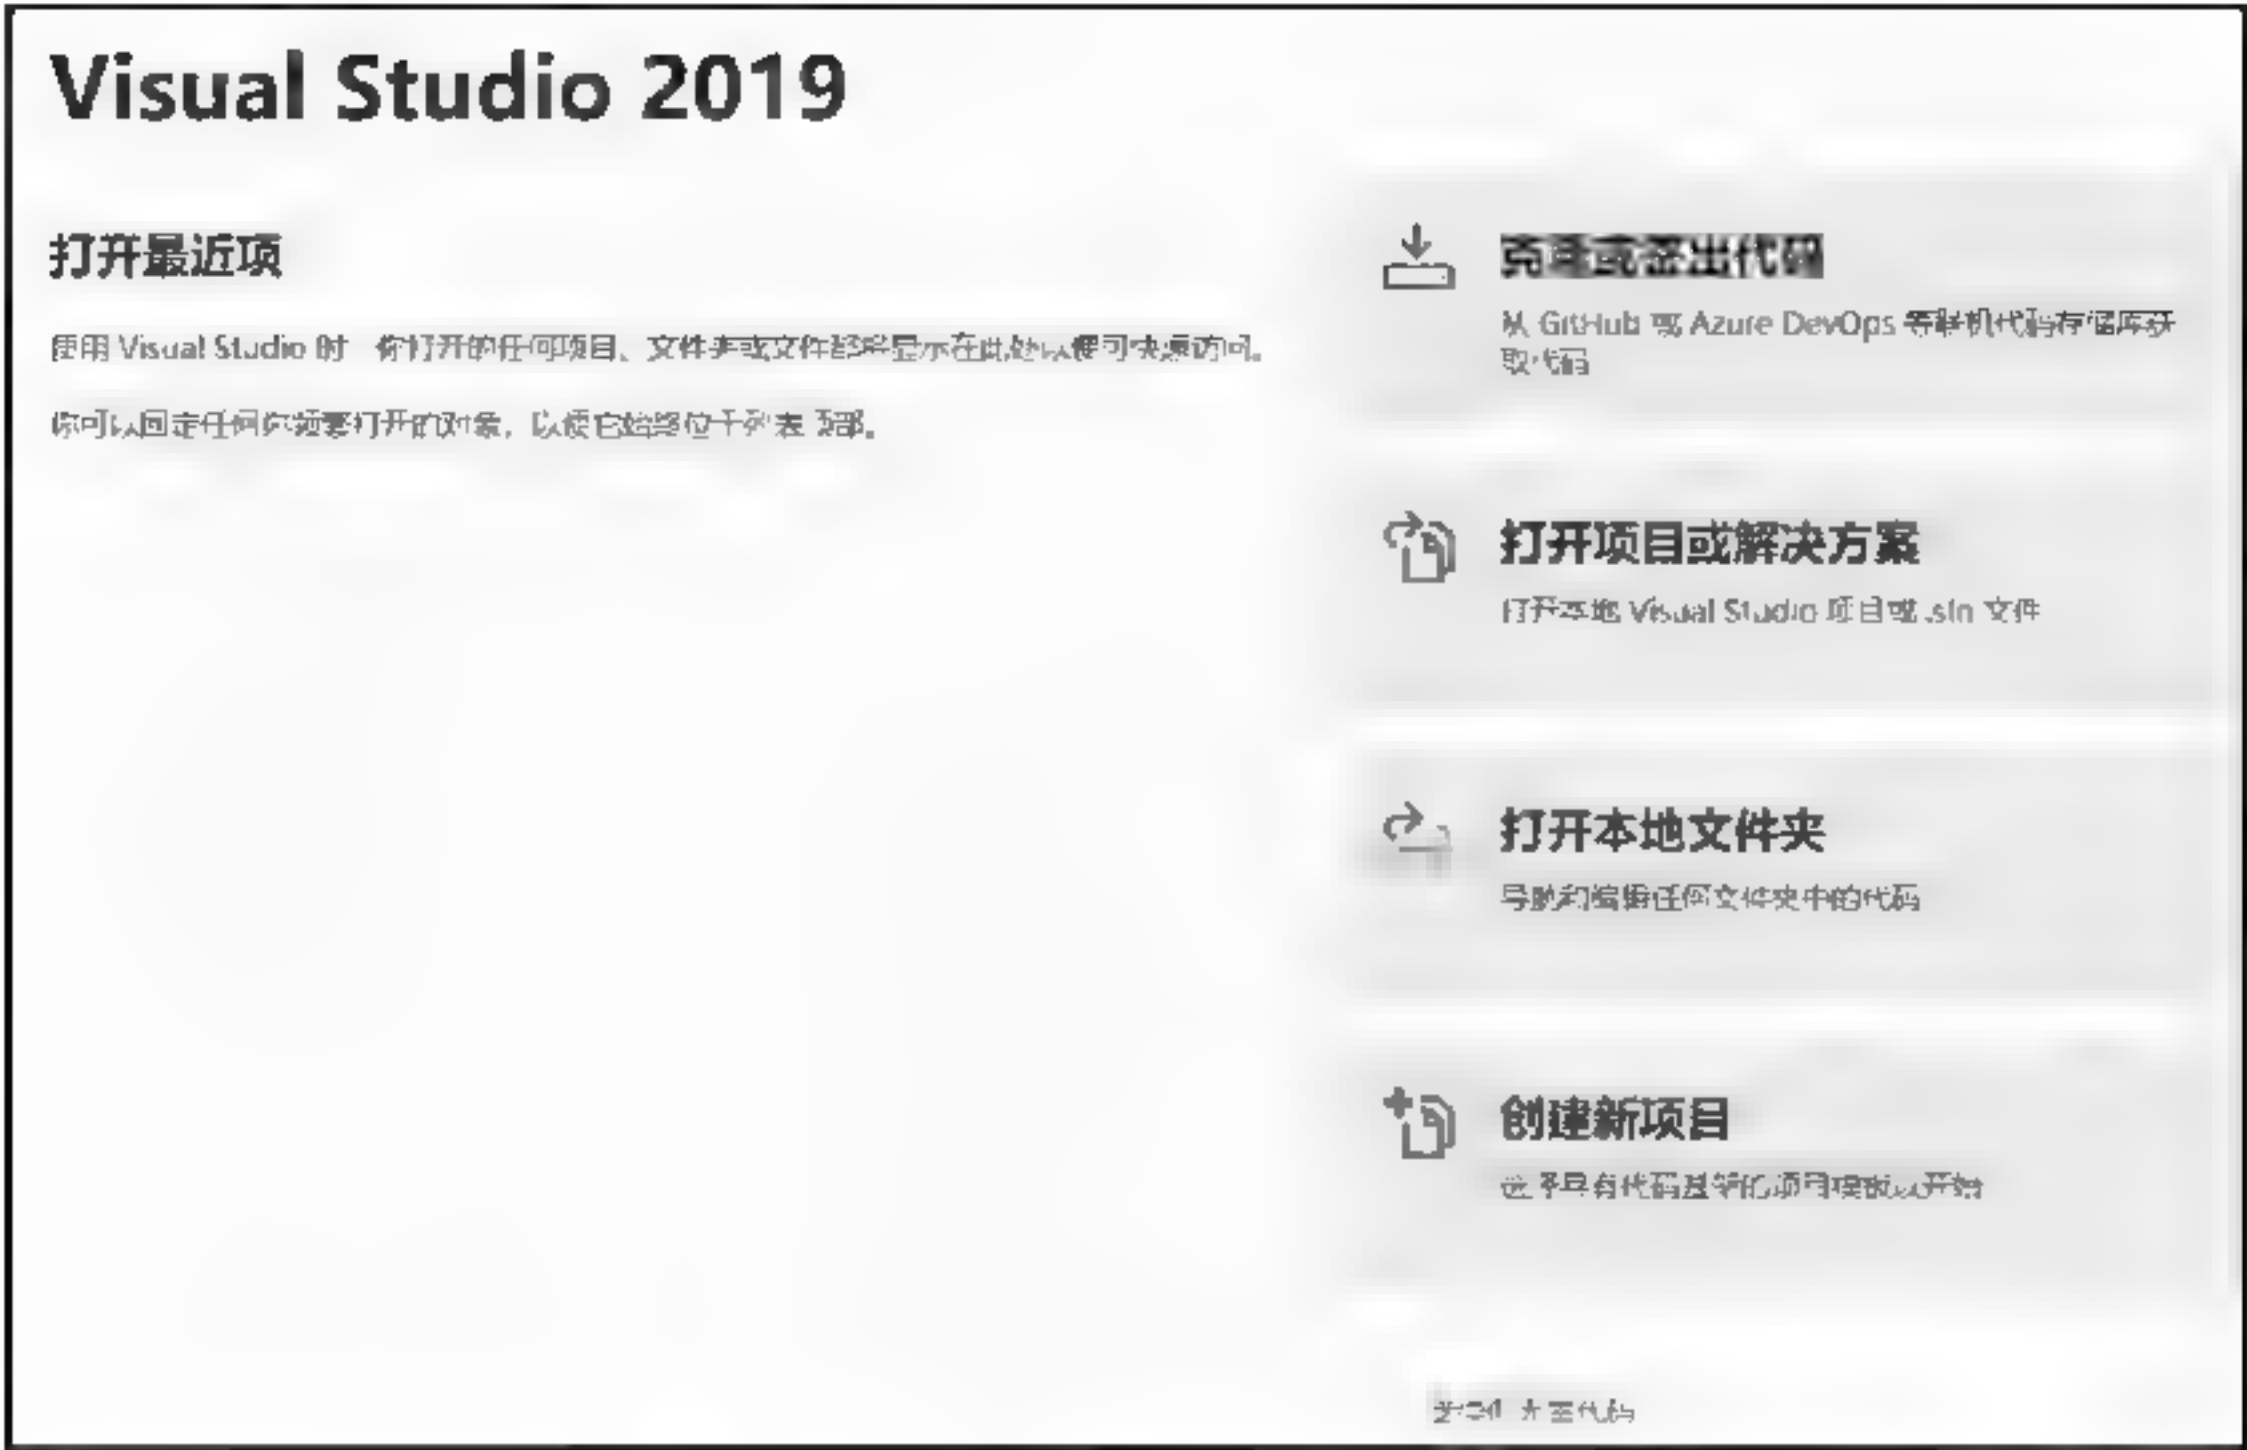 Visual Studio 2019
打开最近项
使用 Visual Studio 时，你打开的任何项目、文件夹或文件都将显示在此处以便可快速访问。
你可以固定任何你频繁打开的对象，以便它始终位于列表顶部。
克隆或签出代码
从 GitHub 或 Azure DevOps 等联机代码存储库获
取代码
打开项目或解决方案
打开本地 Visual Studio 项目或 .sln 文件
打开本地文件夹
导航和编辑任何文件夹中的代码
创建新项目
选择具有代码基架的项目模板以开始
继续但无需代码